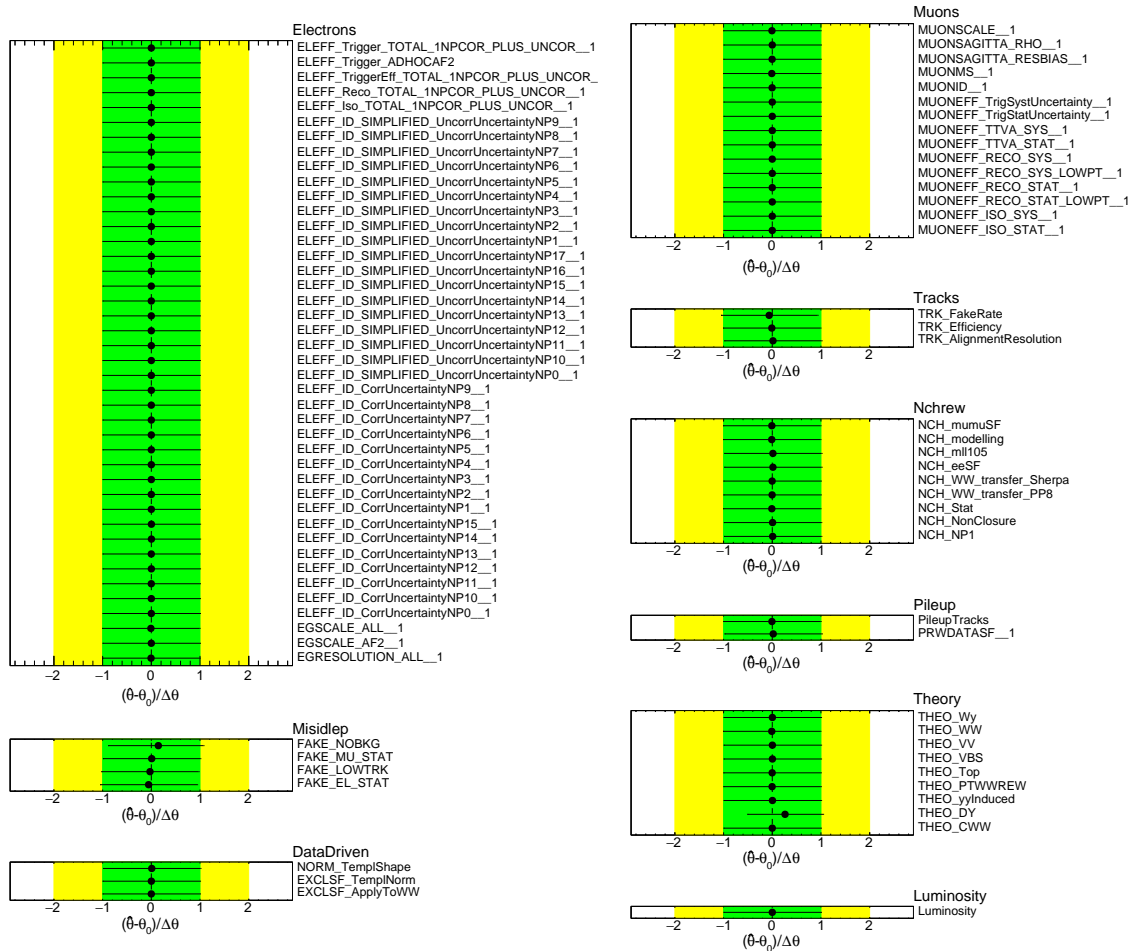 Electrons
ELEFF_Trigger_TOTAL_1NPCOR_PLUS_UNCOR__1
ELEFF_Trigger_ADHOCAF2
ELEFF_TriggerEff_TOTAL_1NPCOR_PLUS_UNCOR_
ELEFF_Reco_TOTAL_1NPCOR_PLUS_UNCOR__1
ELEFF_Iso_TOTAL_1NPCOR_PLUS_UNCOR__1
ELEFF_ID_SIMPLIFIED_UncorrUncertaintyNP9__1
ELEFF_ID_SIMPLIFIED_UncorrUncertaintyNP8__1
ELEFF_ID_SIMPLIFIED_UncorrUncertaintyNP7__1
ELEFF_ID_SIMPLIFIED_UncorrUncertaintyNP6__1
ELEFF_ID_SIMPLIFIED_UncorrUncertaintyNP5__1
ELEFF_ID_SIMPLIFIED_UncorrUncertaintyNP4__1
ELEFF_ID_SIMPLIFIED_UncorrUncertaintyNP3__1
ELEFF_ID_SIMPLIFIED_UncorrUncertaintyNP2__1
ELEFF_ID_SIMPLIFIED_UncorrUncertaintyNP1__1
ELEFF_ID_SIMPLIFIED_UncorrUncertaintyNP17__1
ELEFF_ID_SIMPLIFIED_UncorrUncertaintyNP16__1
ELEFF_ID_SIMPLIFIED_UncorrUncertaintyNP15__1
ELEFF_ID_SIMPLIFIED_UncorrUncertaintyNP14__1
ELEFF_ID_SIMPLIFIED_UncorrUncertaintyNP13__1
ELEFF_ID_SIMPLIFIED_UncorrUncertaintyNP12__1
ELEFF_ID_SIMPLIFIED_UncorrUncertaintyNP11__1
ELEFF_ID_SIMPLIFIED_UncorrUncertaintyNP10__1
ELEFF_ID_SIMPLIFIED_UncorrUncertaintyNP0__1
ELEFF_ID_CorrUncertaintyNP9__1
ELEFF_ID_CorrUncertaintyNP8__1
ELEFF_ID_CorrUncertaintyNP7__1
ELEFF_ID_CorrUncertaintyNP6__1
ELEFF_ID_CorrUncertaintyNP5__1
ELEFF_ID_CorrUncertaintyNP4__1
ELEFF_ID_CorrUncertaintyNP3__1
ELEFF_ID_CorrUncertaintyNP2__1
ELEFF_ID_CorrUncertaintyNP1__1
ELEFF_ID_CorrUncertaintyNP15__1
ELEFF_ID_CorrUncertaintyNP14__1
ELEFF_ID_CorrUncertaintyNP13__1
ELEFF_ID_CorrUncertaintyNP12__1
ELEFF_ID_CorrUncertaintyNP11__1
ELEFF_ID_CorrUncertaintyNP10__1
ELEFF_ID_CorrUncertaintyNP0__1
EGSCALE_ALL__1
EGSCALE_AF2__1
EGRESOLUTION_ALL__1
−2 −1 0 1 2
(θ̂-θ₀)/Δθ
Misidlep
FAKE_NOBKG
FAKE_MU_STAT
FAKE_LOWTRK
FAKE_EL_STAT
−2 −1 0 1 2
(θ̂-θ₀)/Δθ
DataDriven
NORM_TemplShape
EXCLSF_TemplNorm
EXCLSF_ApplyToWW
−2 −1 0 1 2
(θ̂-θ₀)/Δθ
Muons
MUONSCALE__1
MUONSAGITTA_RHO__1
MUONSAGITTA_RESBIAS__1
MUONMS__1
MUONID__1
MUONEFF_TrigSystUncertainty__1
MUONEFF_TrigStatUncertainty__1
MUONEFF_TTVA_SYS__1
MUONEFF_TTVA_STAT__1
MUONEFF_RECO_SYS__1
MUONEFF_RECO_SYS_LOWPT__1
MUONEFF_RECO_STAT__1
MUONEFF_RECO_STAT_LOWPT__1
MUONEFF_ISO_SYS__1
MUONEFF_ISO_STAT__1
−2 −1 0 1 2
(θ̂-θ₀)/Δθ
Tracks
TRK_FakeRate
TRK_Efficiency
TRK_AlignmentResolution
−2 −1 0 1 2
(θ̂-θ₀)/Δθ
Nchrew
NCH_mumuSF
NCH_modelling
NCH_mll105
NCH_eeSF
NCH_WW_transfer_Sherpa
NCH_WW_transfer_PP8
NCH_Stat
NCH_NonClosure
NCH_NP1
−2 −1 0 1 2
(θ̂-θ₀)/Δθ
Pileup
PileupTracks
PRWDATASF__1
−2 −1 0 1 2
(θ̂-θ₀)/Δθ
Theory
THEO_Wy
THEO_WW
THEO_VV
THEO_VBS
THEO_Top
THEO_PTWWREW
THEO_yyInduced
THEO_DY
THEO_CWW
−2 −1 0 1 2
(θ̂-θ₀)/Δθ
Luminosity
Luminosity
−2 −1 0 1 2
(θ̂-θ₀)/Δθ